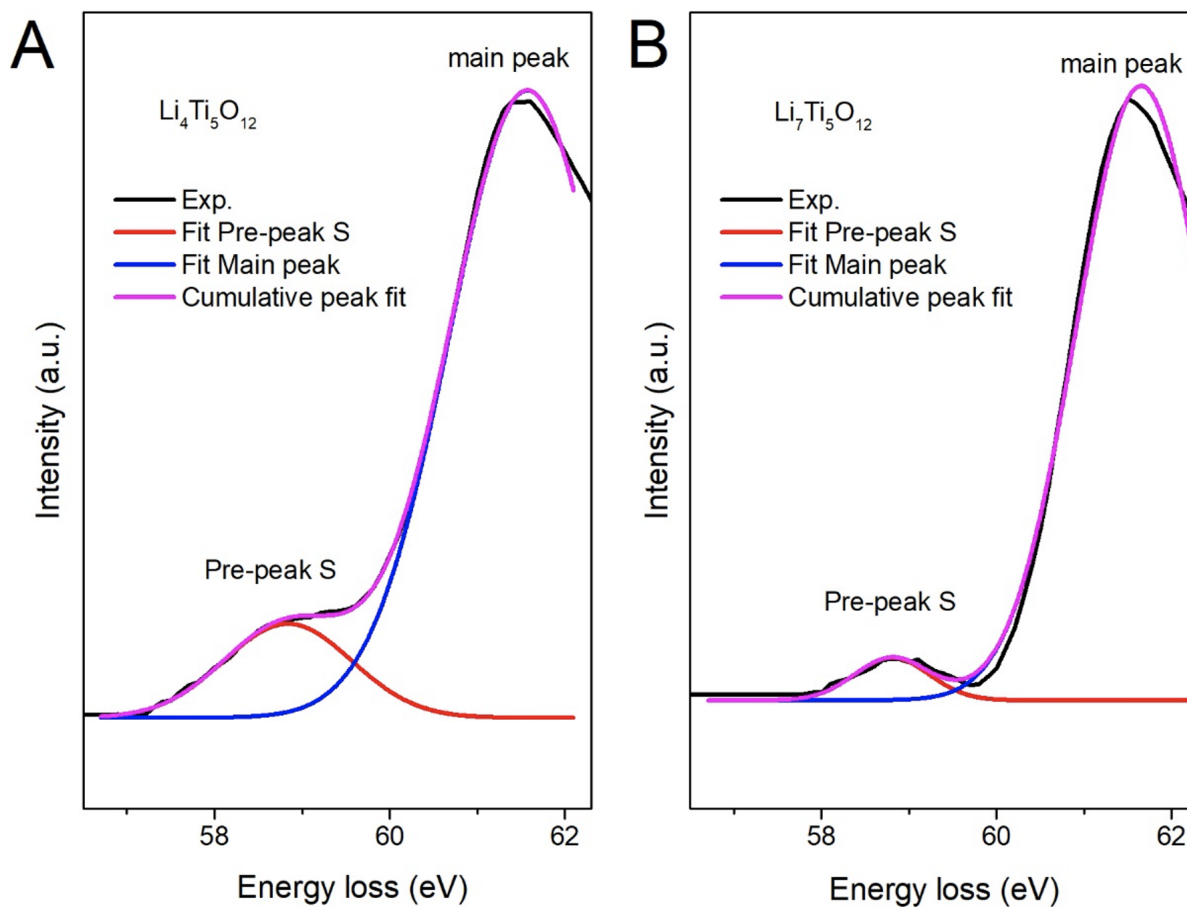 A
main peak
Li₄Ti₅O₁₂
Exp.
Fit Pre-peak S
Fit Main peak
Cumulative peak fit
Pre-peak S
Intensity (a.u.)
58 60 62
Energy loss (eV)
B
main peak
Li₇Ti₅O₁₂
Exp.
Fit Pre-peak S
Fit Main peak
Cumulative peak fit
Pre-peak S
Intensity (a.u.)
58 60 62
Energy loss (eV)